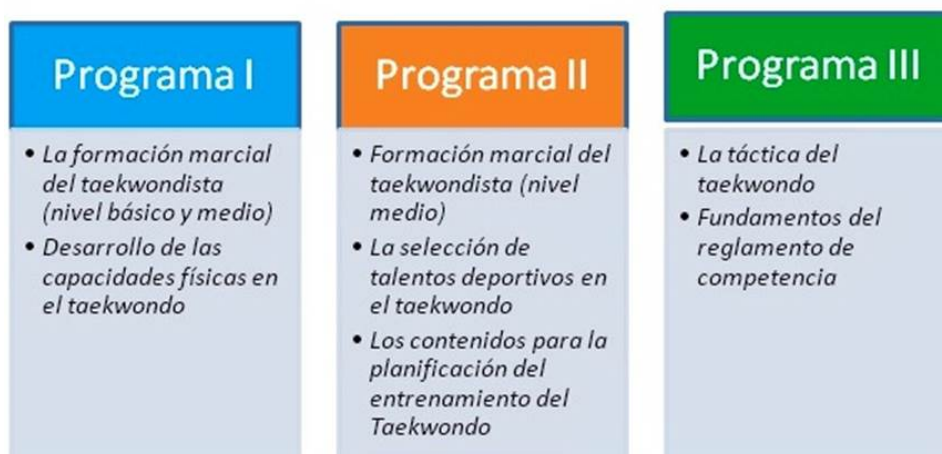 Programa I
• La formación marcial
del taekwondista
(nivel básico y medio)
• Desarrollo de las
capacidades físicas en
el taekwondo
Programa II
• Formación marcial del
taekwondista (nivel
medio)
• La selección de
talentos deportivos en
el taekwondo
• Los contenidos para la
planificación del
entrenamiento del
Taekwondo
Programa III
• La táctica del
taekwondo
• Fundamentos del
reglamento de
competencia